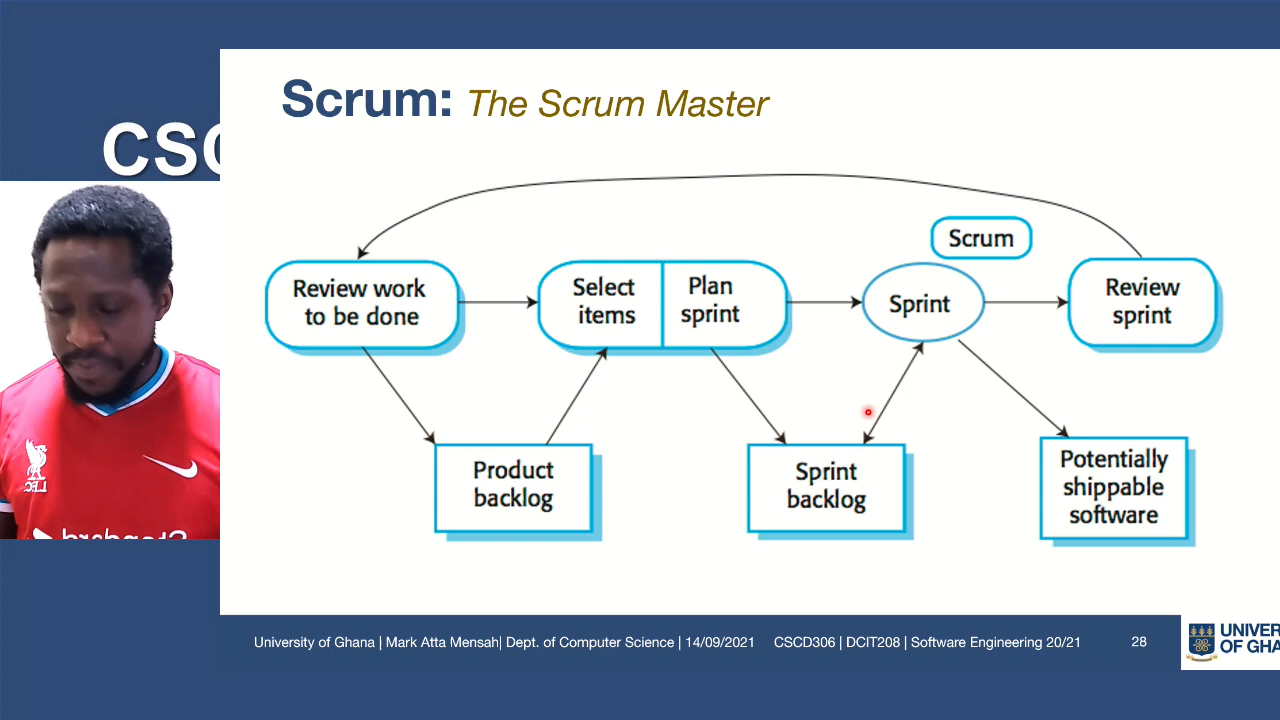 CSC
Scrum: The Scrum Master
Scrum
Review work
to be done
Select
items
Plan
sprint
Sprint
Review
sprint
Product
backlog
Sprint
backlog
Potentially
shippable
software
L.F.C.
Standard
University of Ghana | Mark Atta Mensah| Dept. of Computer Science | 14/09/2021 CSCD306 | DCIT208 | Software Engineering 20/21 28
UNIVER
OF GHA